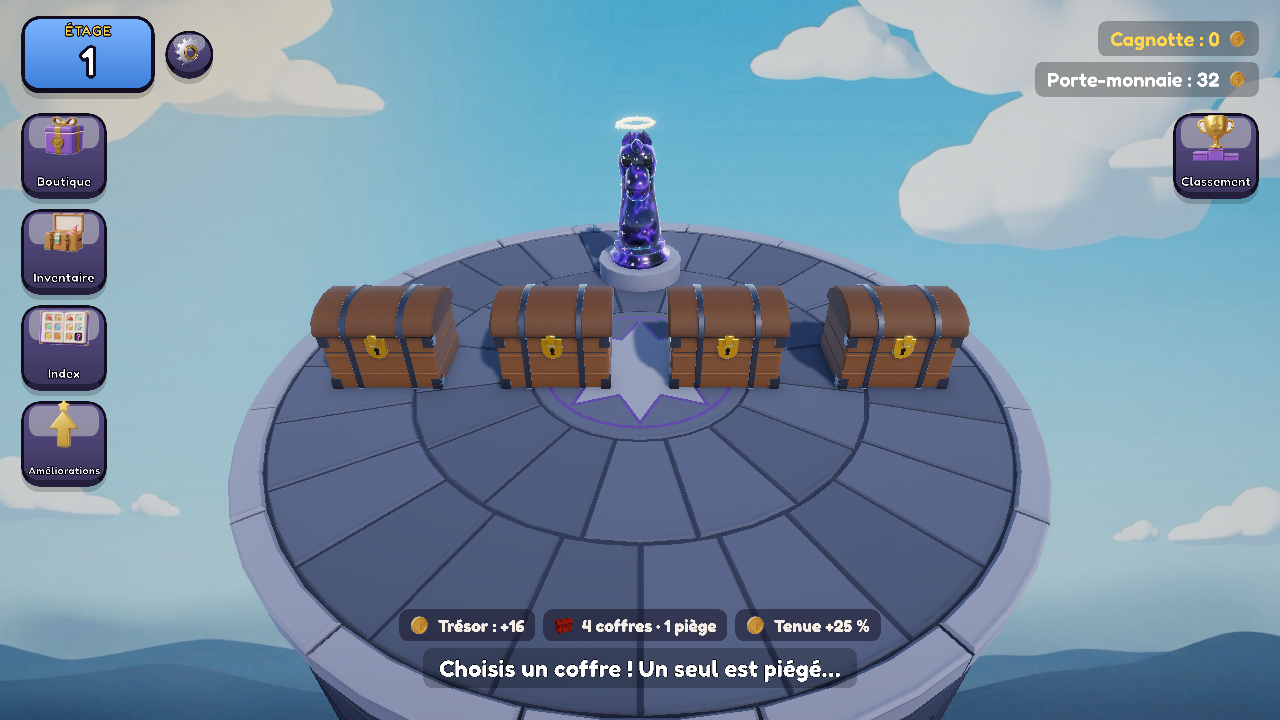 ÉTAGE
1
Cagnotte : 0
Porte-monnaie : 32
Boutique
Classement
Inventaire
Index
Améliorations
Trésor : +16
4 coffres · 1 piège
Tenue +25 %
Choisis un coffre ! Un seul est piégé...